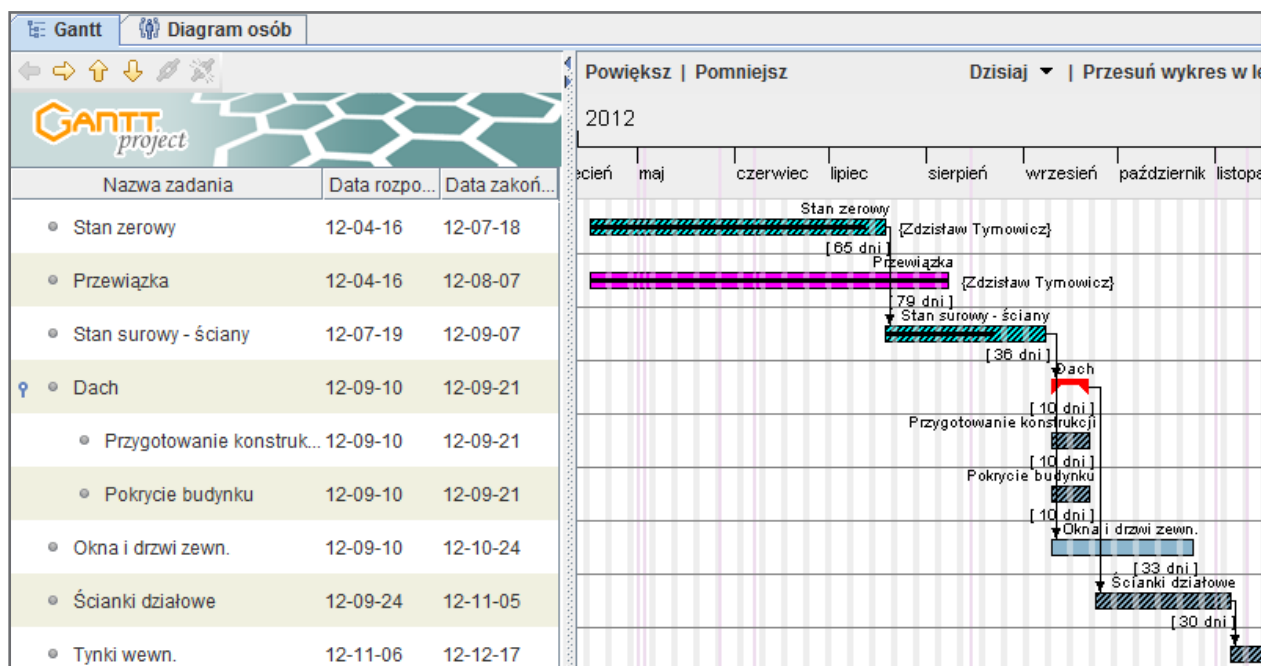 Gantt Diagram osób
Powiększ | Pomniejsz Dzisiaj | Przesuń wykres w le
GANTT project
2012
Nazwa zadania Data rozpo... Data zakoń...
ecień maj czerwiec lipiec sierpień wrzesień październik listopa
Stan zerowy 12-04-16 12-07-18
Stan zerowy
{Zdzisław Tymowicz}
[ 65 dni ]
Przewiązka 12-04-16 12-08-07
Przewiązka
{Zdzisław Tymowicz}
[ 79 dni ]
Stan surowy - ściany 12-07-19 12-09-07
Stan surowy - ściany
[ 36 dni ]
Dach 12-09-10 12-09-21
Dach
[ 10 dni ]
Przygotowanie konstruk... 12-09-10 12-09-21
Przygotowanie konstrukcji
[ 10 dni ]
Pokrycie budynku 12-09-10 12-09-21
Pokrycie budynku
[ 10 dni ]
Okna i drzwi zewn. 12-09-10 12-10-24
Okna i drzwi zewn.
[ 33 dni ]
Ścianki działowe 12-09-24 12-11-05
Ścianki działowe
[ 30 dni ]
Tynki wewn. 12-11-06 12-12-17